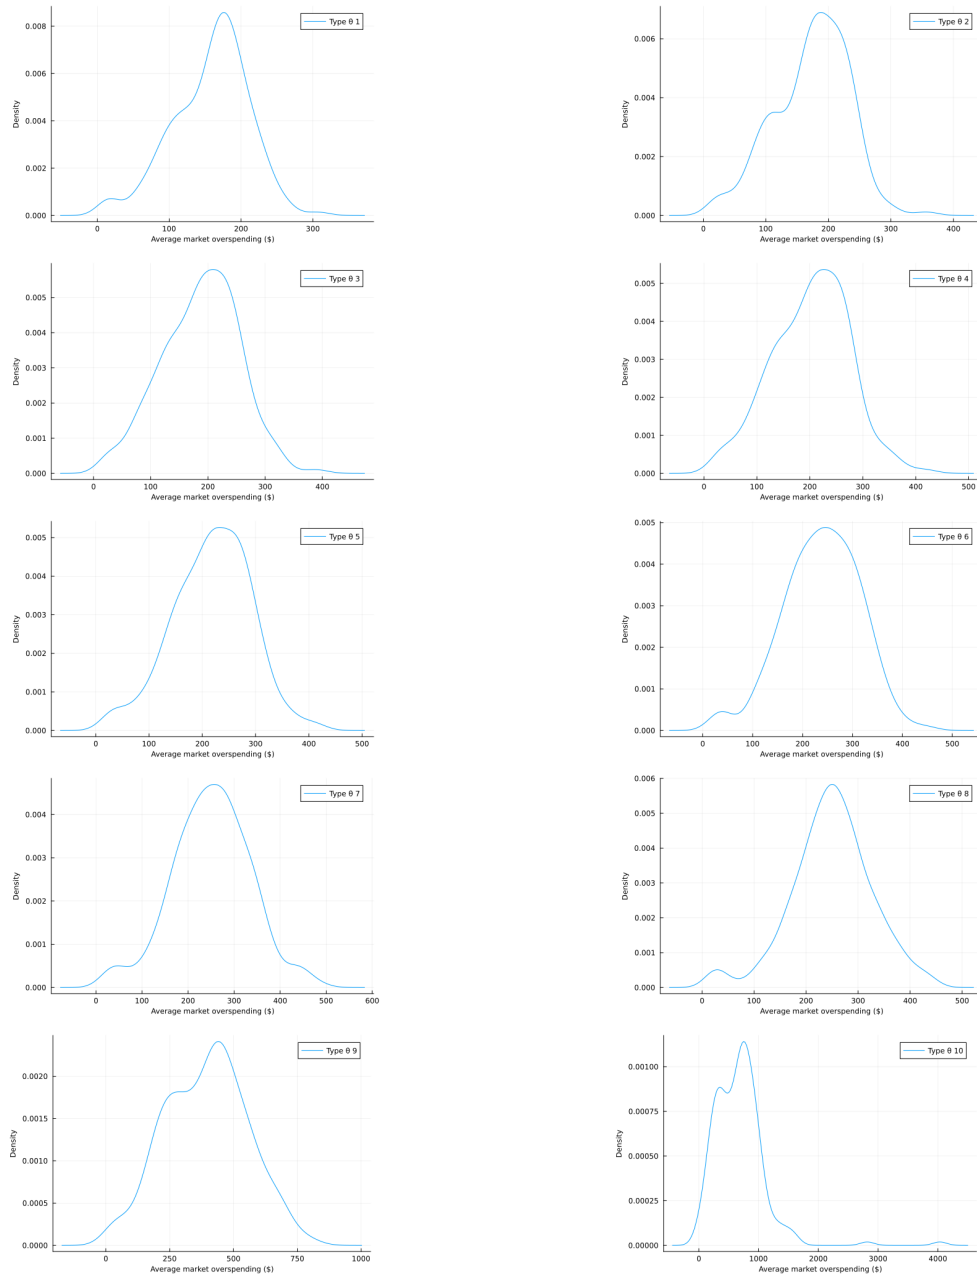 Type θ 1
0.008
0.006
0.004
0.002
0.000
Density
0 100 200 300
Average market overspending ($)
Type θ 2
0.006
0.004
0.002
0.000
Density
0 100 200 300 400
Average market overspending ($)
Type θ 3
0.005
0.004
0.003
0.002
0.001
0.000
Density
0 100 200 300 400
Average market overspending ($)
Type θ 4
0.005
0.004
0.003
0.002
0.001
0.000
Density
0 100 200 300 400 500
Average market overspending ($)
Type θ 5
0.005
0.004
0.003
0.002
0.001
0.000
Density
0 100 200 300 400 500
Average market overspending ($)
Type θ 6
0.005
0.004
0.003
0.002
0.001
0.000
Density
0 100 200 300 400 500
Average market overspending ($)
Type θ 7
0.004
0.003
0.002
0.001
0.000
Density
0 100 200 300 400 500 600
Average market overspending ($)
Type θ 8
0.006
0.005
0.004
0.003
0.002
0.001
0.000
Density
0 100 200 300 400 500
Average market overspending ($)
Type θ 9
0.0020
0.0015
0.0010
0.0005
0.0000
Density
0 250 500 750 1000
Average market overspending ($)
Type θ 10
0.00100
0.00075
0.00050
0.00025
0.00000
Density
0 1000 2000 3000 4000
Average market overspending ($)